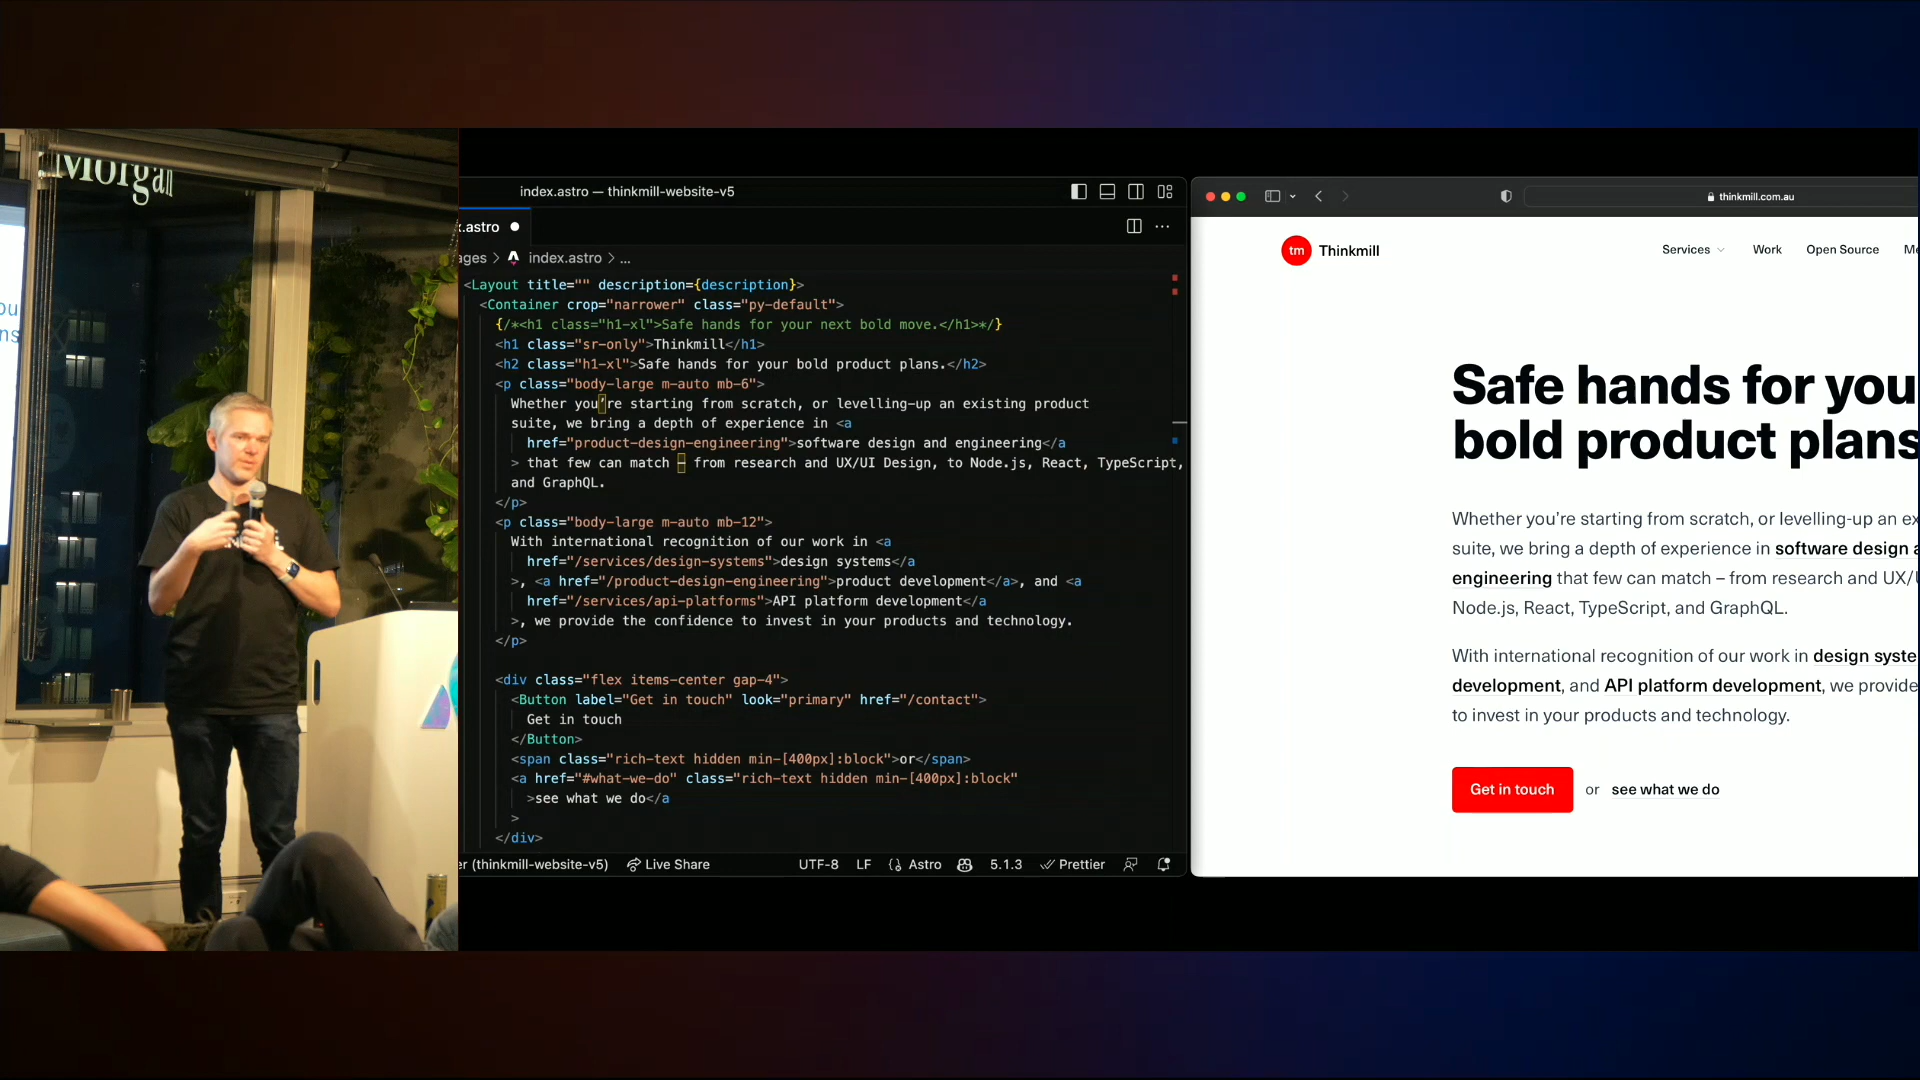 Morgan
ou
ns
index.astro — thinkmill-website-v5
x.astro
ages > index.astro > ...
<Layout title="" description={description}>
<Container crop="narrower" class="py-default">
{/*<h1 class="h1-xl">Safe hands for your next bold move.</h1>*/}
<h1 class="sr-only">Thinkmill</h1>
<h2 class="h1-xl">Safe hands for your bold product plans.</h2>
<p class="body-large m-auto mb-6">
Whether you’re starting from scratch, or levelling-up an existing product
suite, we bring a depth of experience in <a
href="product-design-engineering">software design and engineering</a
> that few can match – from research and UX/UI Design, to Node.js, React, TypeScript,
and GraphQL.
</p>
<p class="body-large m-auto mb-12">
With international recognition of our work in <a
href="/services/design-systems">design systems</a
>, <a href="/product-design-engineering">product development</a>, and <a
href="/services/api-platforms">API platform development</a
>, we provide the confidence to invest in your products and technology.
</p>
<div class="flex items-center gap-4">
<Button label="Get in touch" look="primary" href="/contact">
Get in touch
</Button>
<span class="rich-text hidden min-[400px]:block">or</span>
<a href="#what-we-do" class="rich-text hidden min-[400px]:block"
>see what we do</a
>
</div>
er (thinkmill-website-v5) Live Share UTF-8 LF Astro 5.1.3 Prettier
thinkmill.com.au
tm Thinkmill Services Work Open Source Me
Safe hands for you
bold product plans
Whether you’re starting from scratch, or levelling-up an ex
suite, we bring a depth of experience in software design a
engineering that few can match – from research and UX/U
Node.js, React, TypeScript, and GraphQL.
With international recognition of our work in design syste
development, and API platform development, we provide
to invest in your products and technology.
Get in touch or see what we do